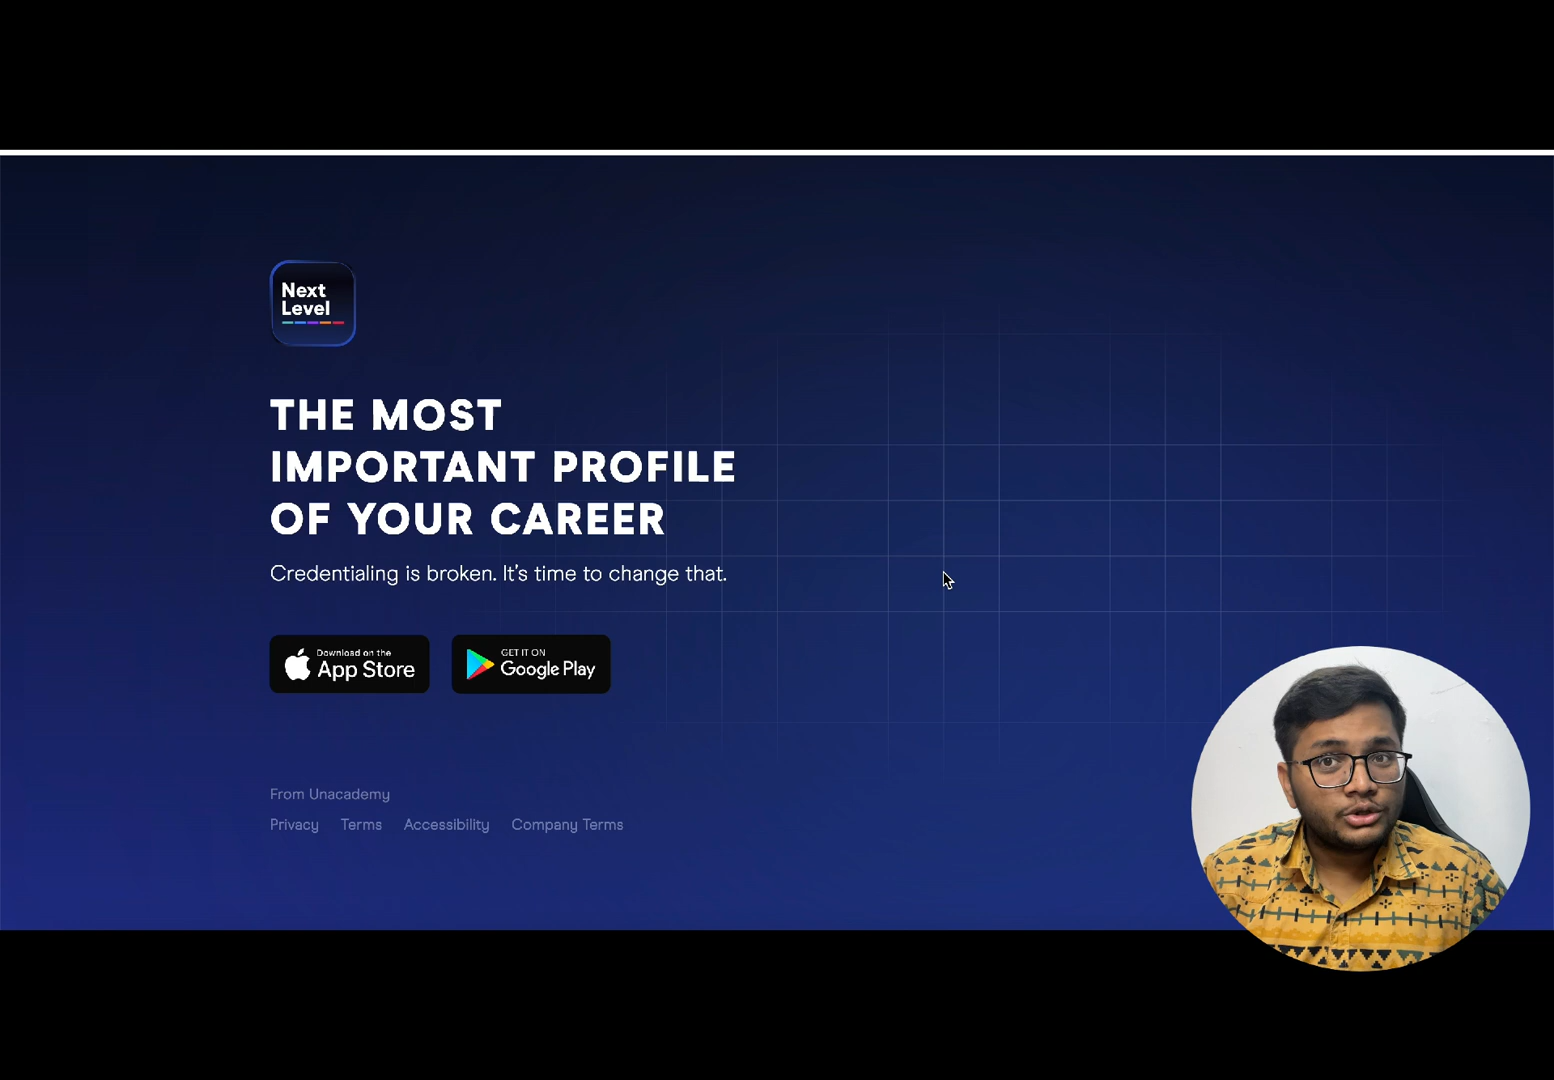 Next
Level
THE MOST
IMPORTANT PROFILE
OF YOUR CAREER
Credentialing is broken. It's time to change that.
Download on the
App Store
GET IT ON
Google Play
From Unacademy
Privacy Terms Accessibility Company Terms